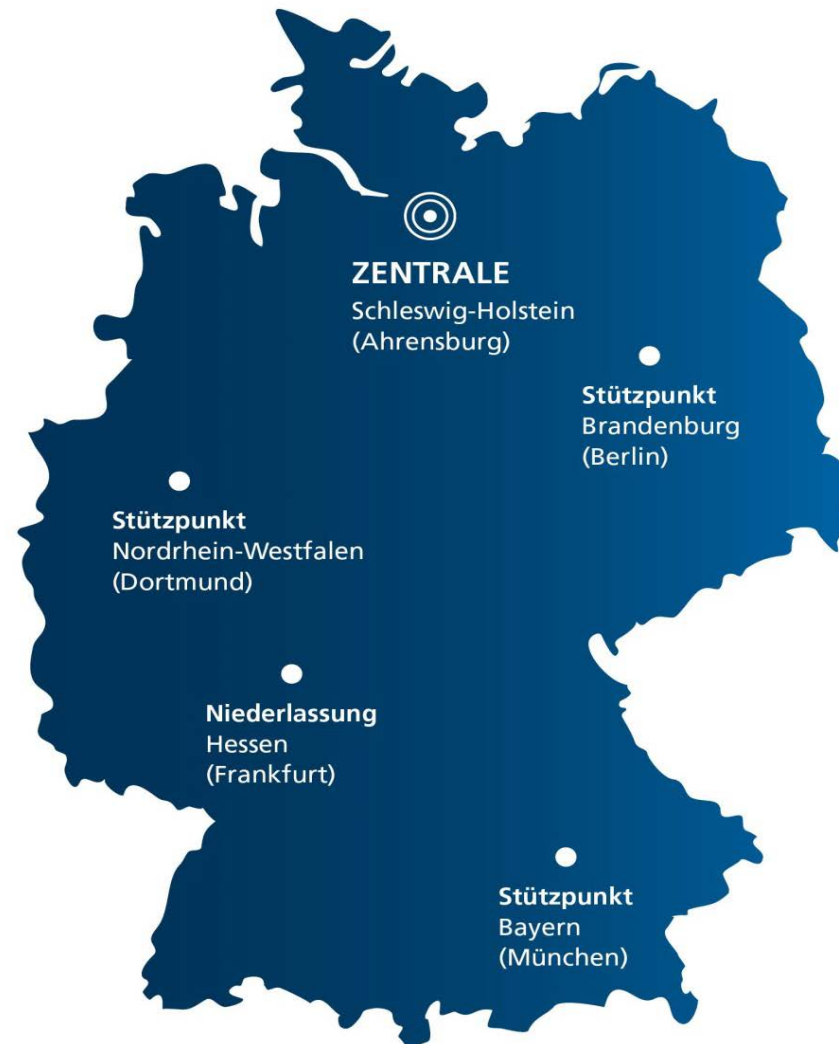 ZENTRALE
Schleswig-Holstein
(Ahrensburg)
Stützpunkt
Brandenburg
(Berlin)
Stützpunkt
Nordrhein-Westfalen
(Dortmund)
Niederlassung
Hessen
(Frankfurt)
Stützpunkt
Bayern
(München)